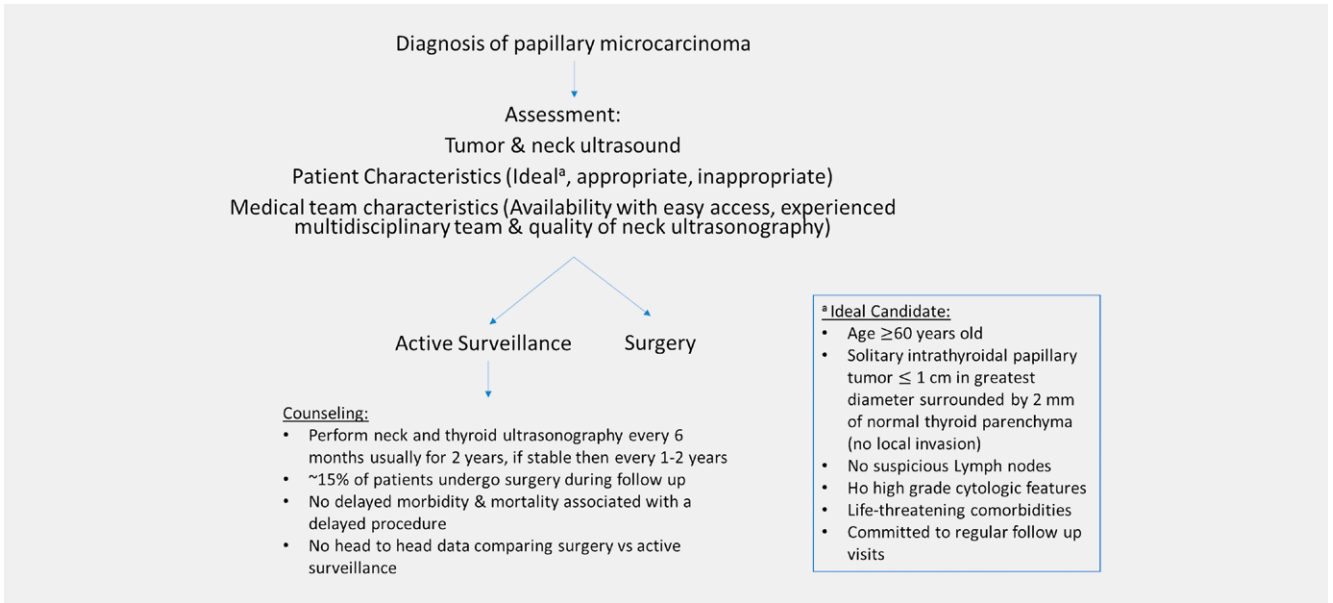 Diagnosis of papillary microcarcinoma
Assessment:
Tumor & neck ultrasound
Patient Characteristics (Idealᵃ, appropriate, inappropriate)
Medical team characteristics (Availability with easy access, experienced
multidisciplinary team & quality of neck ultrasonography)
Active Surveillance
Surgery
Counseling:
• Perform neck and thyroid ultrasonography every 6
months usually for 2 years, if stable then every 1-2 years
• ~15% of patients undergo surgery during follow up
• No delayed morbidity & mortality associated with a
delayed procedure
• No head to head data comparing surgery vs active
surveillance
ᵃ Ideal Candidate:
• Age ≥60 years old
• Solitary intrathyroidal papillary
tumor ≤ 1 cm in greatest
diameter surrounded by 2 mm
of normal thyroid parenchyma
(no local invasion)
• No suspicious Lymph nodes
• Ho high grade cytologic features
• Life-threatening comorbidities
• Committed to regular follow up
visits